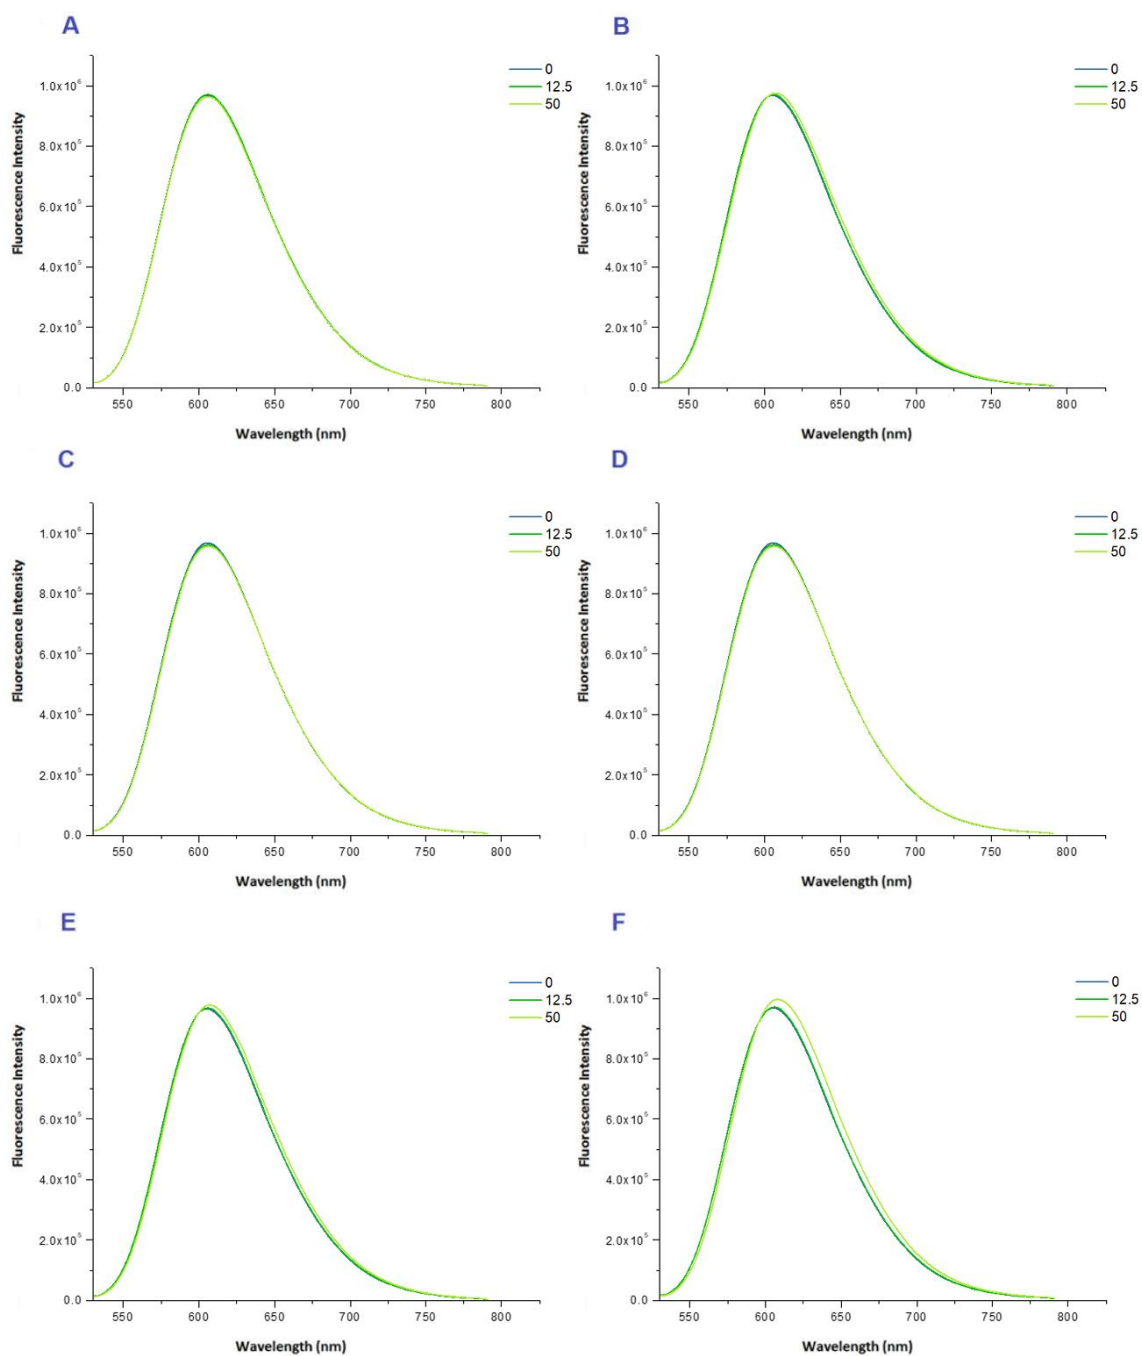 A
Fluorescence Intensity
1.0x10⁶
8.0x10⁵
6.0x10⁵
4.0x10⁵
2.0x10⁵
0.0
550 600 650 700 750 800
Wavelength (nm)
0
12.5
50
B
Fluorescence Intensity
1.0x10⁶
8.0x10⁵
6.0x10⁵
4.0x10⁵
2.0x10⁵
0.0
550 600 650 700 750 800
Wavelength (nm)
0
12.5
50
C
Fluorescence Intensity
1.0x10⁶
8.0x10⁵
6.0x10⁵
4.0x10⁵
2.0x10⁵
0.0
550 600 650 700 750 800
Wavelength (nm)
0
12.5
50
D
Fluorescence Intensity
1.0x10⁶
8.0x10⁵
6.0x10⁵
4.0x10⁵
2.0x10⁵
0.0
550 600 650 700 750 800
Wavelength (nm)
0
12.5
50
E
Fluorescence Intensity
1.0x10⁶
8.0x10⁵
6.0x10⁵
4.0x10⁵
2.0x10⁵
0.0
550 600 650 700 750 800
Wavelength (nm)
0
12.5
50
F
Fluorescence Intensity
1.0x10⁶
8.0x10⁵
6.0x10⁵
4.0x10⁵
2.0x10⁵
0.0
550 600 650 700 750 800
Wavelength (nm)
0
12.5
50